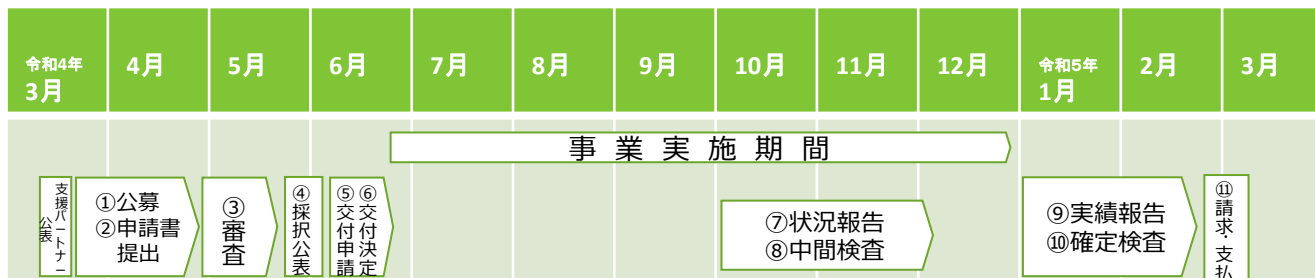 令和4年
3月
4月
5月
6月
7月
8月
9月
10月
11月
12月
令和5年
1月
2月
3月
事業実施期間
支援パートナー
公表
①公募
②申請書
提出
③審査
④採択公表
⑤交付申請
⑥交付決定
⑦状況報告
⑧中間検査
⑨実績報告
⑩確定検査
⑪請求・支払